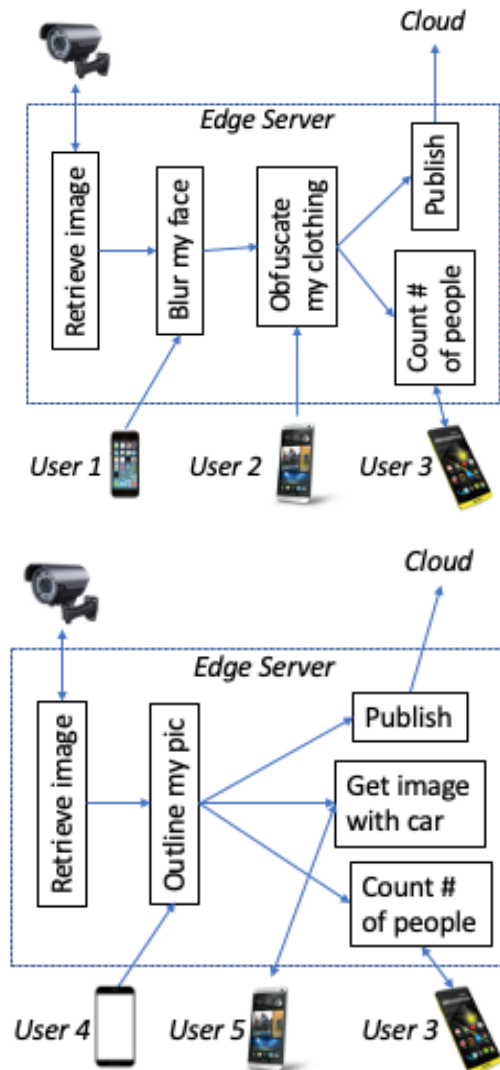 Cloud
Edge Server
Retrieve image
Blur my face
Obfuscate
my clothing
Publish
Count #
of people
User 1
User 2
User 3
Cloud
Edge Server
Retrieve image
Outline my pic
Publish
Get image
with car
Count #
of people
User 4
User 5
User 3